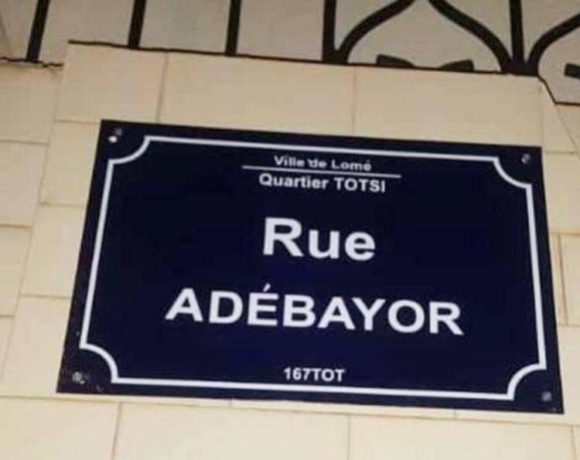 Ville de Lomé
Quartier TOTSI
Rue
ADÉBAYOR
167TOT